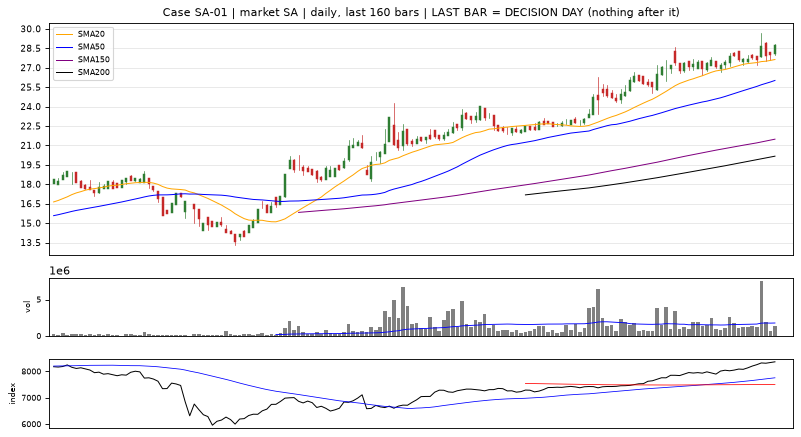 Case SA-01 | market SA | daily, last 160 bars | LAST BAR = DECISION DAY (nothing after it)
30.0
28.5
27.0
25.5
24.0
22.5
21.0
19.5
18.0
16.5
15.0
13.5
SMA20
SMA50
SMA150
SMA200
1e6
5
0
vol
8000
7000
6000
index